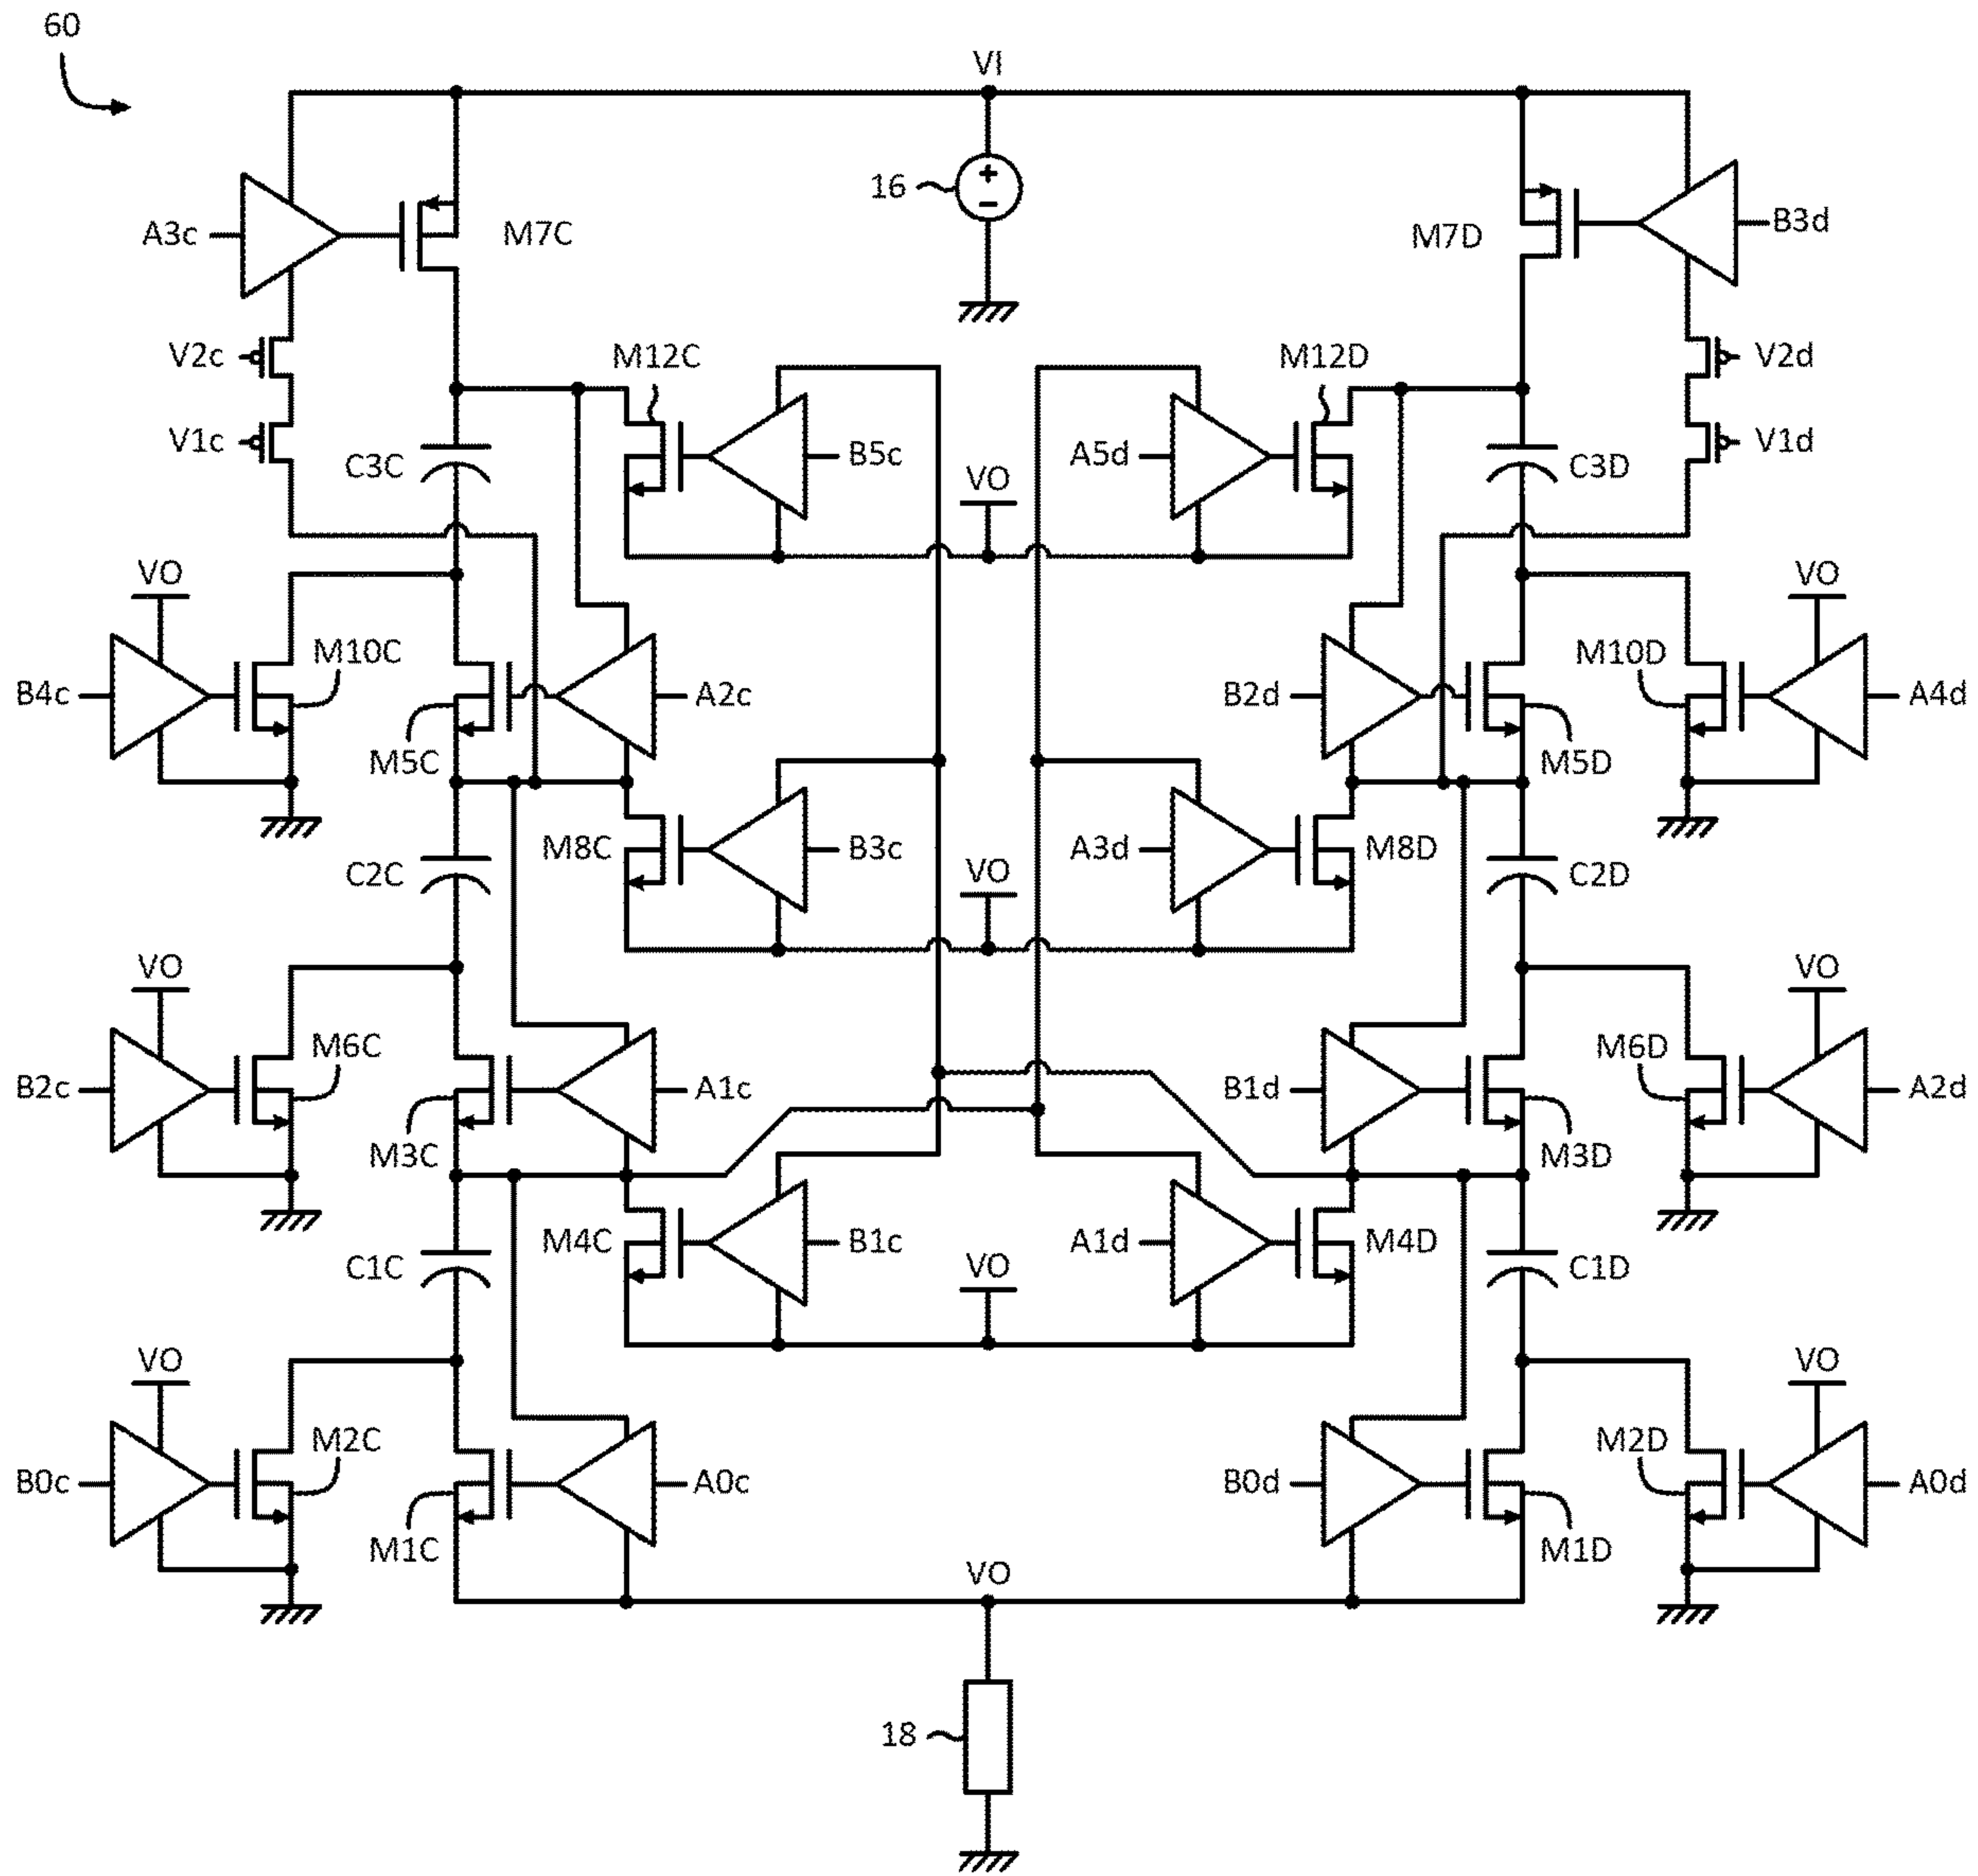 60
VI
16
A3c
M7C
M7D
B3d
V2c
M12C
M12D
V2d
V1c
C3C
B5c
A5d
C3D
V1d
VO
VO
VO
B4c
M10C
M5C
A2c
B2d
M10D
M5D
A4d
C2C
M8C
B3c
A3d
M8D
C2D
VO
VO
VO
B2c
M6C
M3C
A1c
B1d
M6D
M3D
A2d
C1C
M4C
B1c
A1d
M4D
C1D
VO
VO
VO
B0c
M2C
M1C
A0c
B0d
M2D
M1D
A0d
VO
18